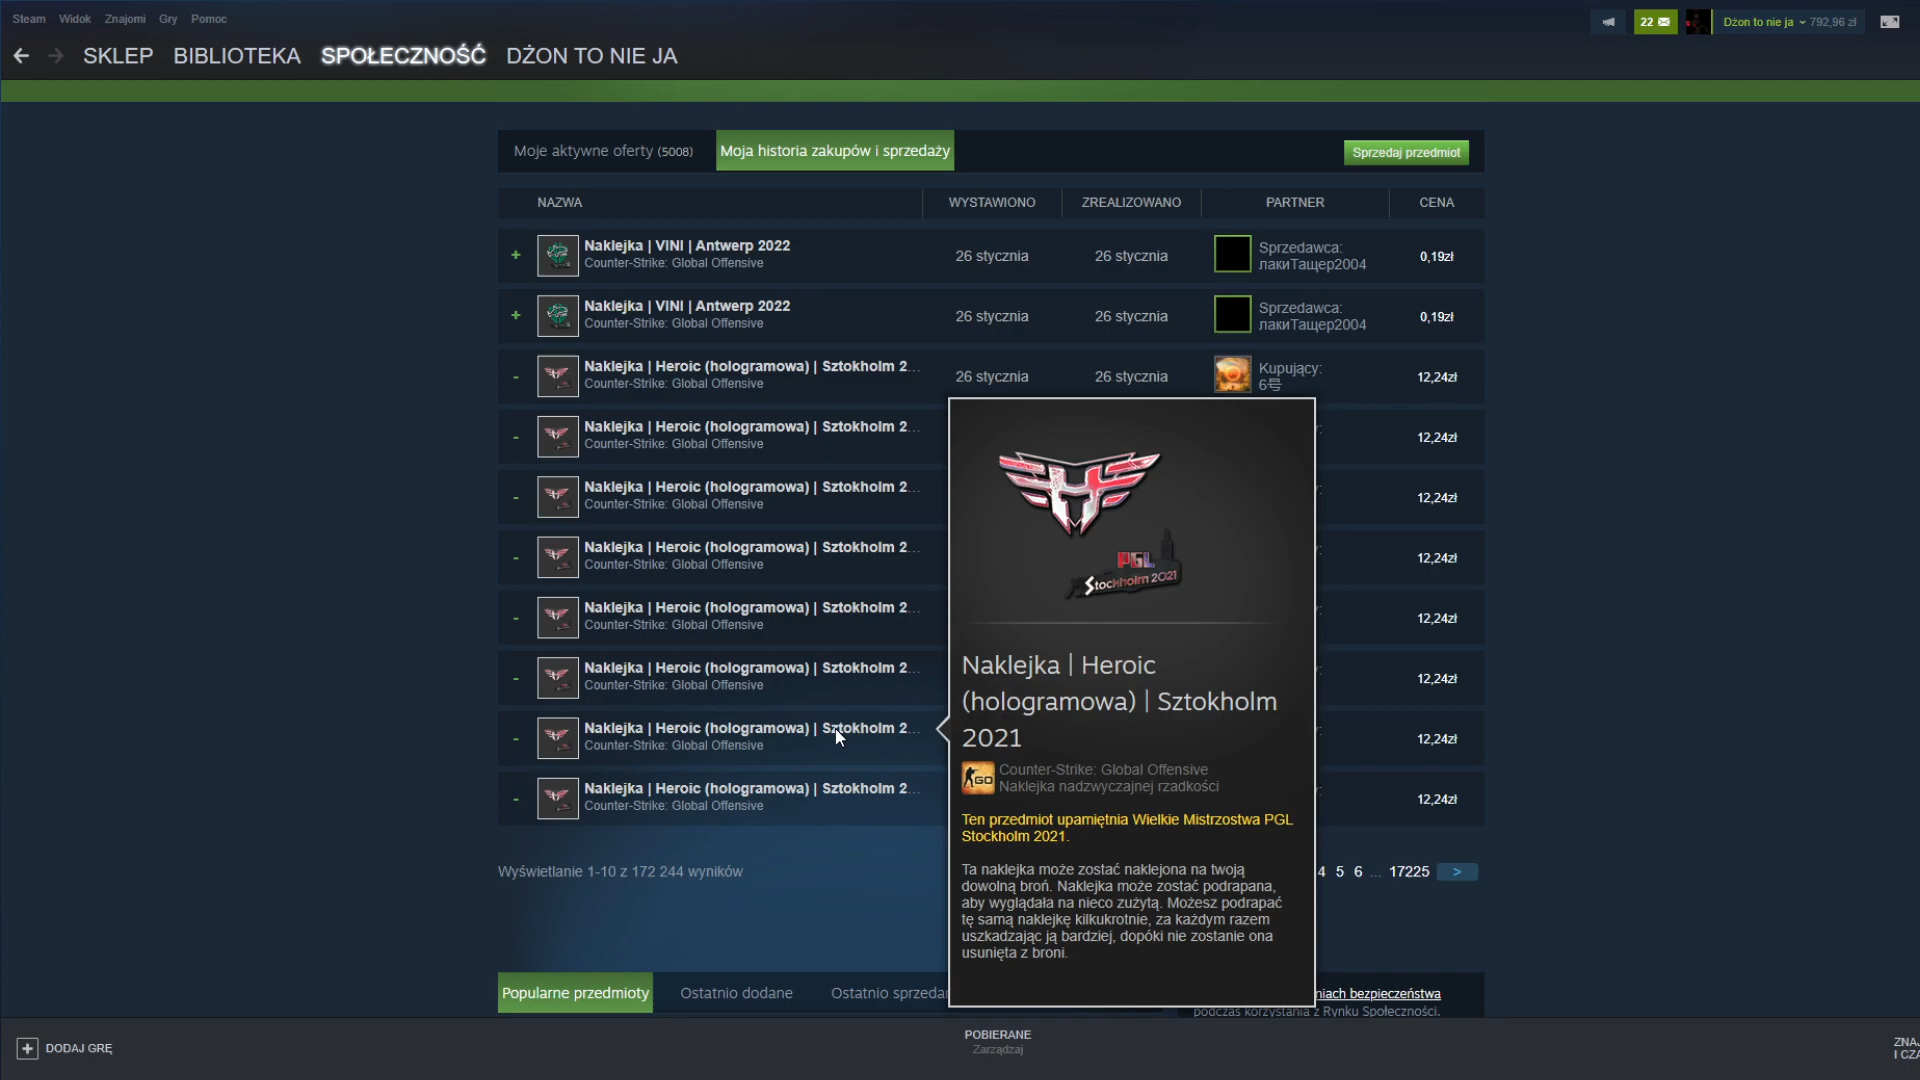 Steam Widok Znajomi Gry Pomoc
22
Dżon to nie ja 792,96 zł
SKLEP BIBLIOTEKA SPOŁECZNOŚĆ DŻON TO NIE JA
Moje aktywne oferty (5008)
Moja historia zakupów i sprzedaży
Sprzedaj przedmiot
NAZWA WYSTAWIONO ZREALIZOWANO PARTNER CENA
+ Naklejka | VINI | Antwerp 2022 26 stycznia 26 stycznia Sprzedawca: 0,19zł
Counter-Strike: Global Offensive лакиТащер2004
+ Naklejka | VINI | Antwerp 2022 26 stycznia 26 stycznia Sprzedawca: 0,19zł
Counter-Strike: Global Offensive лакиТащер2004
- Naklejka | Heroic (hologramowa) | Sztokholm 2... 26 stycznia 26 stycznia Kupujący: 12,24zł
Counter-Strike: Global Offensive 6号
- Naklejka | Heroic (hologramowa) | Sztokholm 2... 12,24zł
Counter-Strike: Global Offensive
- Naklejka | Heroic (hologramowa) | Sztokholm 2... 12,24zł
Counter-Strike: Global Offensive
- Naklejka | Heroic (hologramowa) | Sztokholm 2... 12,24zł
Counter-Strike: Global Offensive
- Naklejka | Heroic (hologramowa) | Sztokholm 2... 12,24zł
Counter-Strike: Global Offensive
- Naklejka | Heroic (hologramowa) | Sztokholm 2... 12,24zł
Counter-Strike: Global Offensive
- Naklejka | Heroic (hologramowa) | Sztokholm 2... 12,24zł
Counter-Strike: Global Offensive
- Naklejka | Heroic (hologramowa) | Sztokholm 2... 12,24zł
Counter-Strike: Global Offensive
PGL
Stockholm 2021
Naklejka | Heroic
(hologramowa) | Sztokholm
2021
GO
Counter-Strike: Global Offensive
Naklejka nadzwyczajnej rzadkości
Ten przedmiot upamiętnia Wielkie Mistrzostwa PGL
Stockholm 2021.
Ta naklejka może zostać naklejona na twoją
dowolną broń. Naklejka może zostać podrapana,
aby wyglądała na nieco zużytą. Możesz podrapać
tę samą naklejkę kilkukrotnie, za każdym razem
uszkadzając ją bardziej, dopóki nie zostanie ona
usunięta z broni.
Wyświetlanie 1-10 z 172 244 wyników
4 5 6 ... 17225 >
Popularne przedmioty Ostatnio dodane Ostatnio sprzedan
niach bezpieczeństwa
podczas korzystania z Rynku Społeczności.
+ DODAJ GRĘ
POBIERANE
Zarządzaj
ZNAJ
I CZA